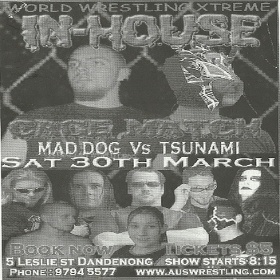 WORLD WRESTLING XTREME
IN-HOUSE
CAGE MATCH
MAD DOG VS TSUNAMI
SAT 30TH MARCH
BOOK NOW TICKETS $5
5 LESLIE ST DANDENONG SHOW STARTS 8:15
PHONE: 9794 5577 WWW.AUSWRESTLING.COM